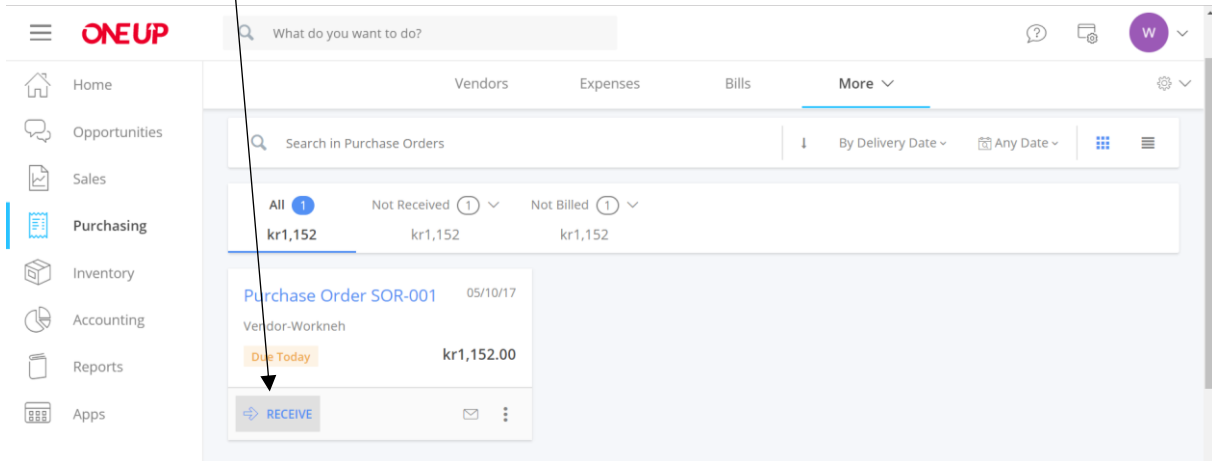 ONEUP
What do you want to do?
W
Home
Opportunities
Sales
Purchasing
Inventory
Accounting
Reports
Apps
Vendors Expenses Bills More
Search in Purchase Orders By Delivery Date Any Date
All 1 Not Received 1 Not Billed 1
kr1,152 kr1,152 kr1,152
Purchase Order SOR-001 05/10/17
Vendor-Workneh
Due Today kr1,152.00
RECEIVE